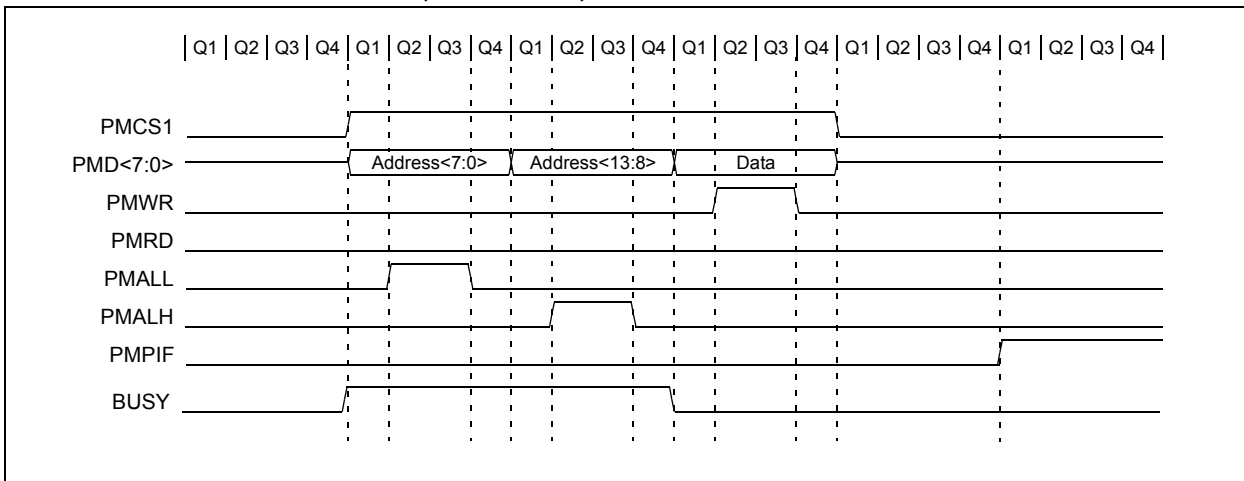 Q1 Q2 Q3 Q4 Q1 Q2 Q3 Q4 Q1 Q2 Q3 Q4 Q1 Q2 Q3 Q4 Q1 Q2 Q3 Q4 Q1 Q2 Q3 Q4
PMCS1
PMD<7:0> Address<7:0> Address<13:8> Data
PMWR
PMRD
PMALL
PMALH
PMPIF
BUSY